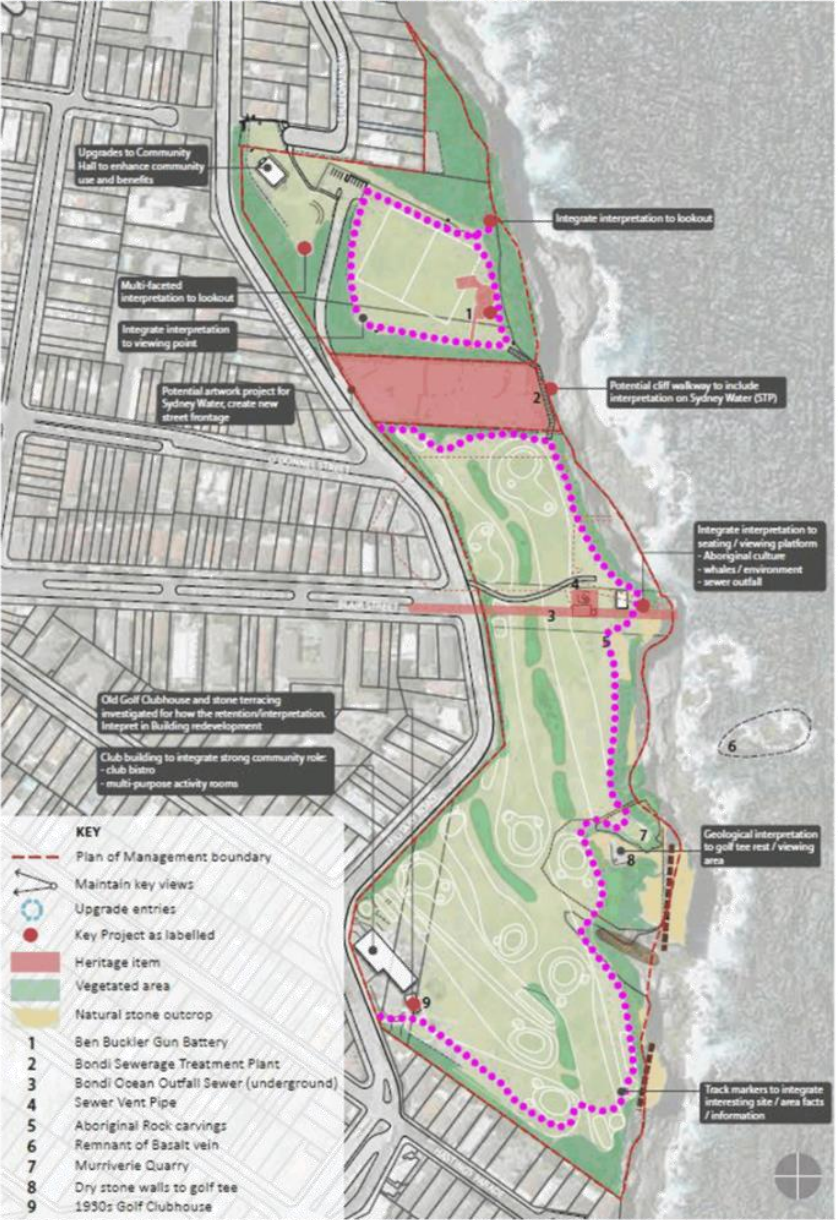 Upgrades to Community
Hall to enhance community
use and benefits
Integrate interpretation to lookout
Multi-faceted
interpretation to lookout
1
Integrate interpretation
to viewing point
Potential artwork project for
Sydney Water, create new
street frontage
2
Potential cliff walkway to include
interpretation on Sydney Water (STP)
O'DONNELL STREET
Integrate interpretation to
seating / viewing platform
- Aboriginal culture
- whales / environment
- sewer outfall
4
BLAIR STREET
3
5
Old Golf Clubhouse and stone terracing
investigated for how the retention/interpretation.
Intepret in Building redevelopment
6
Club building to integrate strong community role:
- club bistro
- multi-purpose activity rooms
7
8
Geological interpretation
to golf tee rest / viewing
area
9
Track markers to integrate
interesting site / area facts
/ information
KEY
Plan of Management boundary
Maintain key views
Upgrade entries
Key Project as labelled
Heritage item
Vegetated area
Natural stone outcrop
1 Ben Buckler Gun Battery
2 Bondi Sewerage Treatment Plant
3 Bondi Ocean Outfall Sewer (underground)
4 Sewer Vent Pipe
5 Aboriginal Rock carvings
6 Remnant of Basalt vein
7 Murriverie Quarry
8 Dry stone walls to golf tee
9 1930s Golf Clubhouse